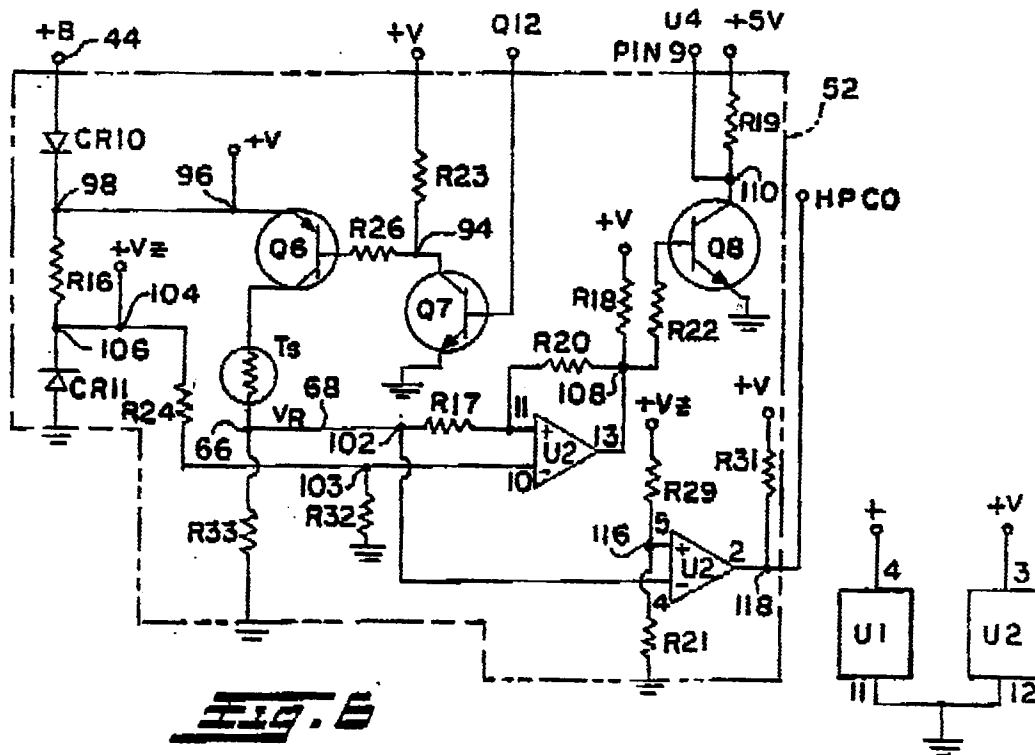 +B 44 +V Q12 U4 +5V
PIN 9
52
CR10 R19
98 96 +V R23 110 HPCO
R26 94 +V
Q6 Q8
R16 +Vz Q7 R18 R22
104
106 Ts R20 108 +V
CR11 R24 VR 68 R17 11 + 13 +Vz
66 102 U2 R31
103 10 - R29
R32 + +V
R33 116 5 + 2 4 3
U2
4 - 118 U1 U2
R21
11 12
Fig. 6